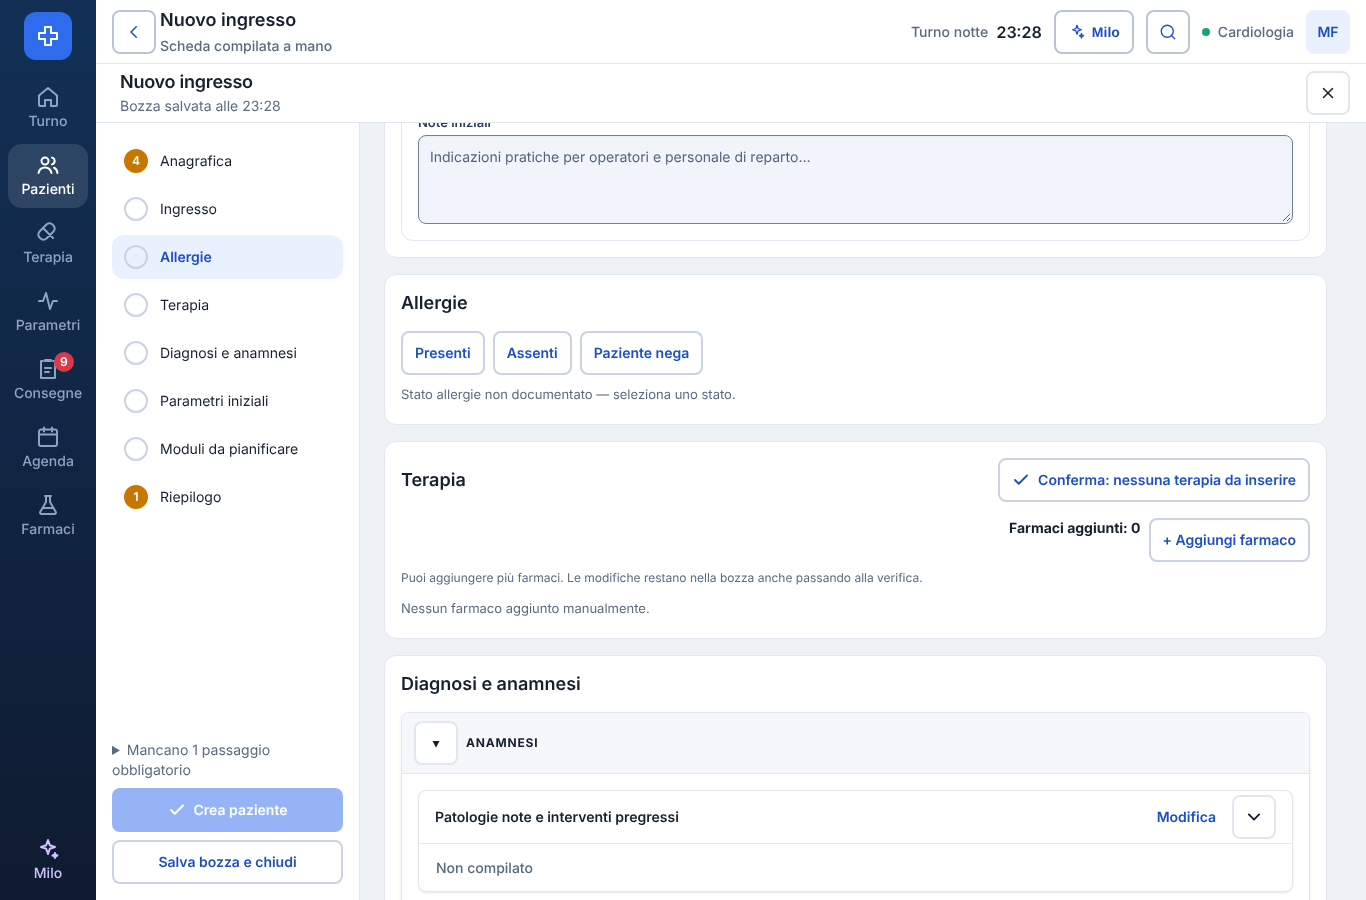 Turno
Pazienti
Terapia
Parametri
9
Consegne
Agenda
Farmaci
Milo
Nuovo ingresso
Scheda compilata a mano
Turno notte 23:28
Milo
Cardiologia
MF
Nuovo ingresso
Bozza salvata alle 23:28
4 Anagrafica
Ingresso
Allergie
Terapia
Diagnosi e anamnesi
Parametri iniziali
Moduli da pianificare
1 Riepilogo
Mancano 1 passaggio
obbligatorio
Crea paziente
Salva bozza e chiudi
Note iniziali
Indicazioni pratiche per operatori e personale di reparto...
Allergie
Presenti
Assenti
Paziente nega
Stato allergie non documentato — seleziona uno stato.
Terapia
Conferma: nessuna terapia da inserire
Farmaci aggiunti: 0
+ Aggiungi farmaco
Puoi aggiungere più farmaci. Le modifiche restano nella bozza anche passando alla verifica.
Nessun farmaco aggiunto manualmente.
Diagnosi e anamnesi
ANAMNESI
Patologie note e interventi pregressi
Modifica
Non compilato